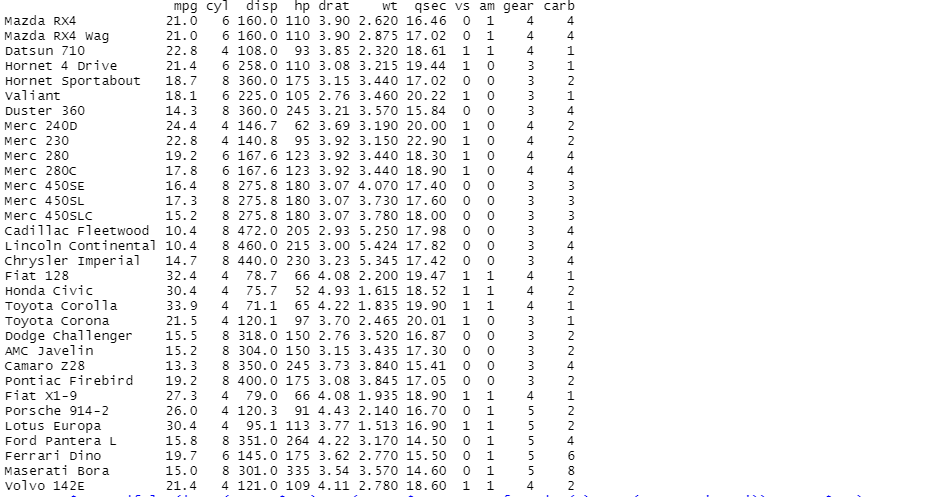 mpg cyl disp hp drat wt qsec vs am gear carb
Mazda RX4 21.0 6 160.0 110 3.90 2.620 16.46 0 1 4 4
Mazda RX4 Wag 21.0 6 160.0 110 3.90 2.875 17.02 0 1 4 4
Datsun 710 22.8 4 108.0 93 3.85 2.320 18.61 1 1 4 1
Hornet 4 Drive 21.4 6 258.0 110 3.08 3.215 19.44 1 0 3 1
Hornet Sportabout 18.7 8 360.0 175 3.15 3.440 17.02 0 0 3 2
Valiant 18.1 6 225.0 105 2.76 3.460 20.22 1 0 3 1
Duster 360 14.3 8 360.0 245 3.21 3.570 15.84 0 0 3 4
Merc 240D 24.4 4 146.7 62 3.69 3.190 20.00 1 0 4 2
Merc 230 22.8 4 140.8 95 3.92 3.150 22.90 1 0 4 2
Merc 280 19.2 6 167.6 123 3.92 3.440 18.30 1 0 4 4
Merc 280C 17.8 6 167.6 123 3.92 3.440 18.90 1 0 4 4
Merc 450SE 16.4 8 275.8 180 3.07 4.070 17.40 0 0 3 3
Merc 450SL 17.3 8 275.8 180 3.07 3.730 17.60 0 0 3 3
Merc 450SLC 15.2 8 275.8 180 3.07 3.780 18.00 0 0 3 3
Cadillac Fleetwood 10.4 8 472.0 205 2.93 5.250 17.98 0 0 3 4
Lincoln Continental 10.4 8 460.0 215 3.00 5.424 17.82 0 0 3 4
Chrysler Imperial 14.7 8 440.0 230 3.23 5.345 17.42 0 0 3 4
Fiat 128 32.4 4 78.7 66 4.08 2.200 19.47 1 1 4 1
Honda Civic 30.4 4 75.7 52 4.93 1.615 18.52 1 1 4 2
Toyota Corolla 33.9 4 71.1 65 4.22 1.835 19.90 1 1 4 1
Toyota Corona 21.5 4 120.1 97 3.70 2.465 20.01 1 0 3 1
Dodge Challenger 15.5 8 318.0 150 2.76 3.520 16.87 0 0 3 2
AMC Javelin 15.2 8 304.0 150 3.15 3.435 17.30 0 0 3 2
Camaro Z28 13.3 8 350.0 245 3.73 3.840 15.41 0 0 3 4
Pontiac Firebird 19.2 8 400.0 175 3.08 3.845 17.05 0 0 3 2
Fiat X1-9 27.3 4 79.0 66 4.08 1.935 18.90 1 1 4 1
Porsche 914-2 26.0 4 120.3 91 4.43 2.140 16.70 0 1 5 2
Lotus Europa 30.4 4 95.1 113 3.77 1.513 16.90 1 1 5 2
Ford Pantera L 15.8 8 351.0 264 4.22 3.170 14.50 0 1 5 4
Ferrari Dino 19.7 6 145.0 175 3.62 2.770 15.50 0 1 5 6
Maserati Bora 15.0 8 301.0 335 3.54 3.570 14.60 0 1 5 8
Volvo 142E 21.4 4 121.0 109 4.11 2.780 18.60 1 1 4 2